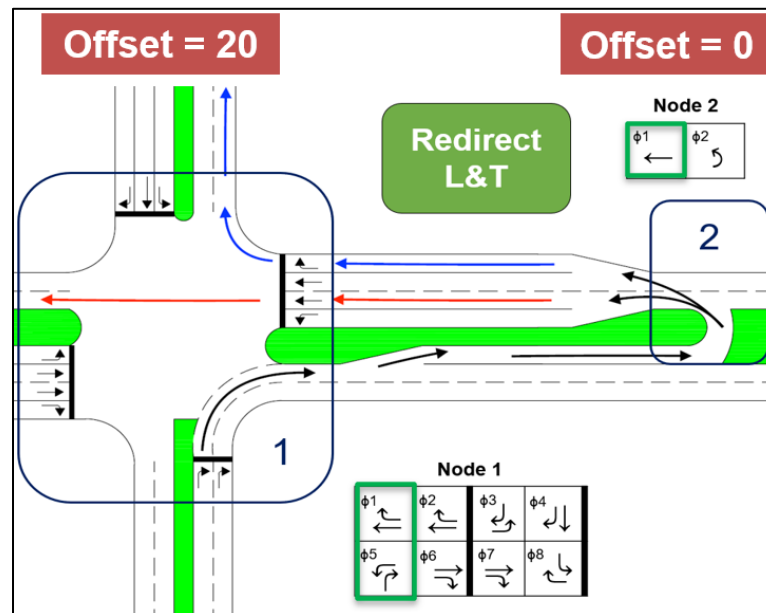 Offset = 20
Offset = 0
Redirect
L&T
Node 2
ϕ1
ϕ2
2
1
Node 1
ϕ1
ϕ2
ϕ3
ϕ4
ϕ5
ϕ6
ϕ7
ϕ8